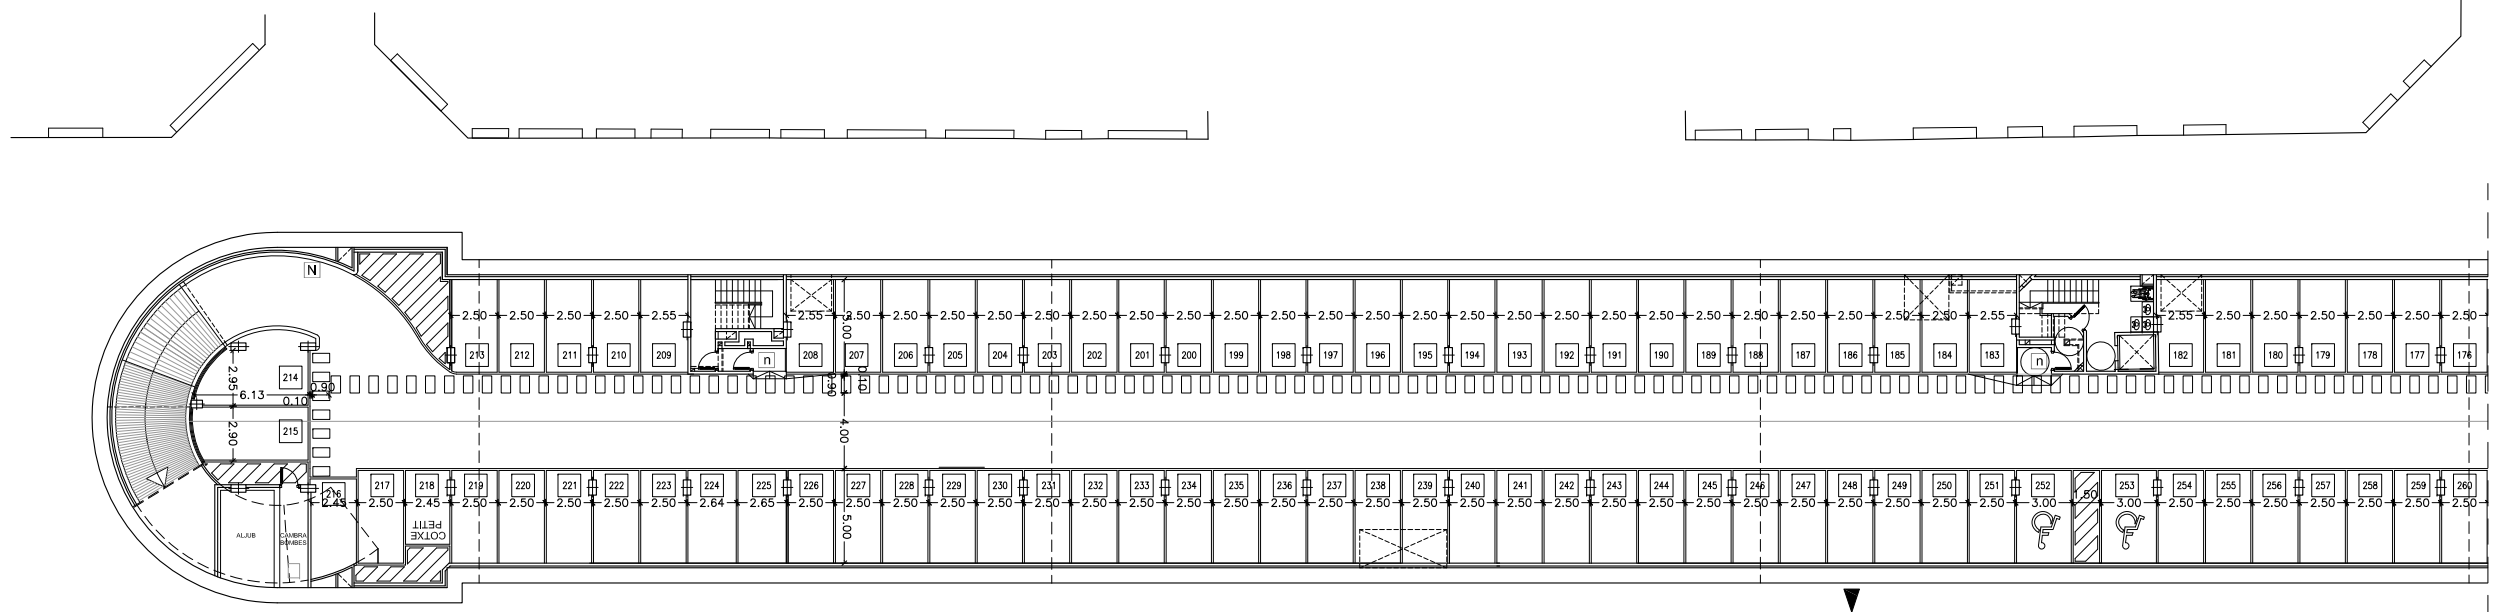 N
2.50 2.50 2.50 2.50 2.55 2.55 2.50 2.50 2.50 2.50 2.50 2.50 2.50 2.50 2.50 2.50 2.50 2.50 2.50 2.50 2.50 2.50 2.50 2.50 2.50 2.50 2.50 2.50 2.50 2.50 2.55 2.55 2.50 2.50 2.50 2.50 2.50 2.50
5.00
213 212 211 210 209 n 208 207 206 205 204 203 202 201 200 199 198 197 196 195 194 193 192 191 190 189 188 187 186 185 184 183 n 182 181 180 179 178 177 176
214
2.95
6.13
0.90
0.10
0.90
0.10
215
2.90
4.00
216 217 218 219 220 221 222 223 224 225 226 227 228 229 230 231 232 233 234 235 236 237 238 239 240 241 242 243 244 245 246 247 248 249 250 251 252 253 254 255 256 257 258 259 260
1.50
2.45 2.50 2.45 2.50 2.50 2.50 2.50 2.50 2.64 2.65 2.50 2.50 2.50 2.50 2.50 2.50 2.50 2.50 2.50 2.50 2.50 2.50 2.50 2.50 2.50 2.50 2.50 2.50 2.50 2.50 2.50 2.50 2.50 2.50 2.50 2.50 3.00 3.00 2.50 2.50 2.50 2.50 2.50 2.50 2.50
5.00
COTXE
PETIT
ALJUB
CAMBRA
BOMBES